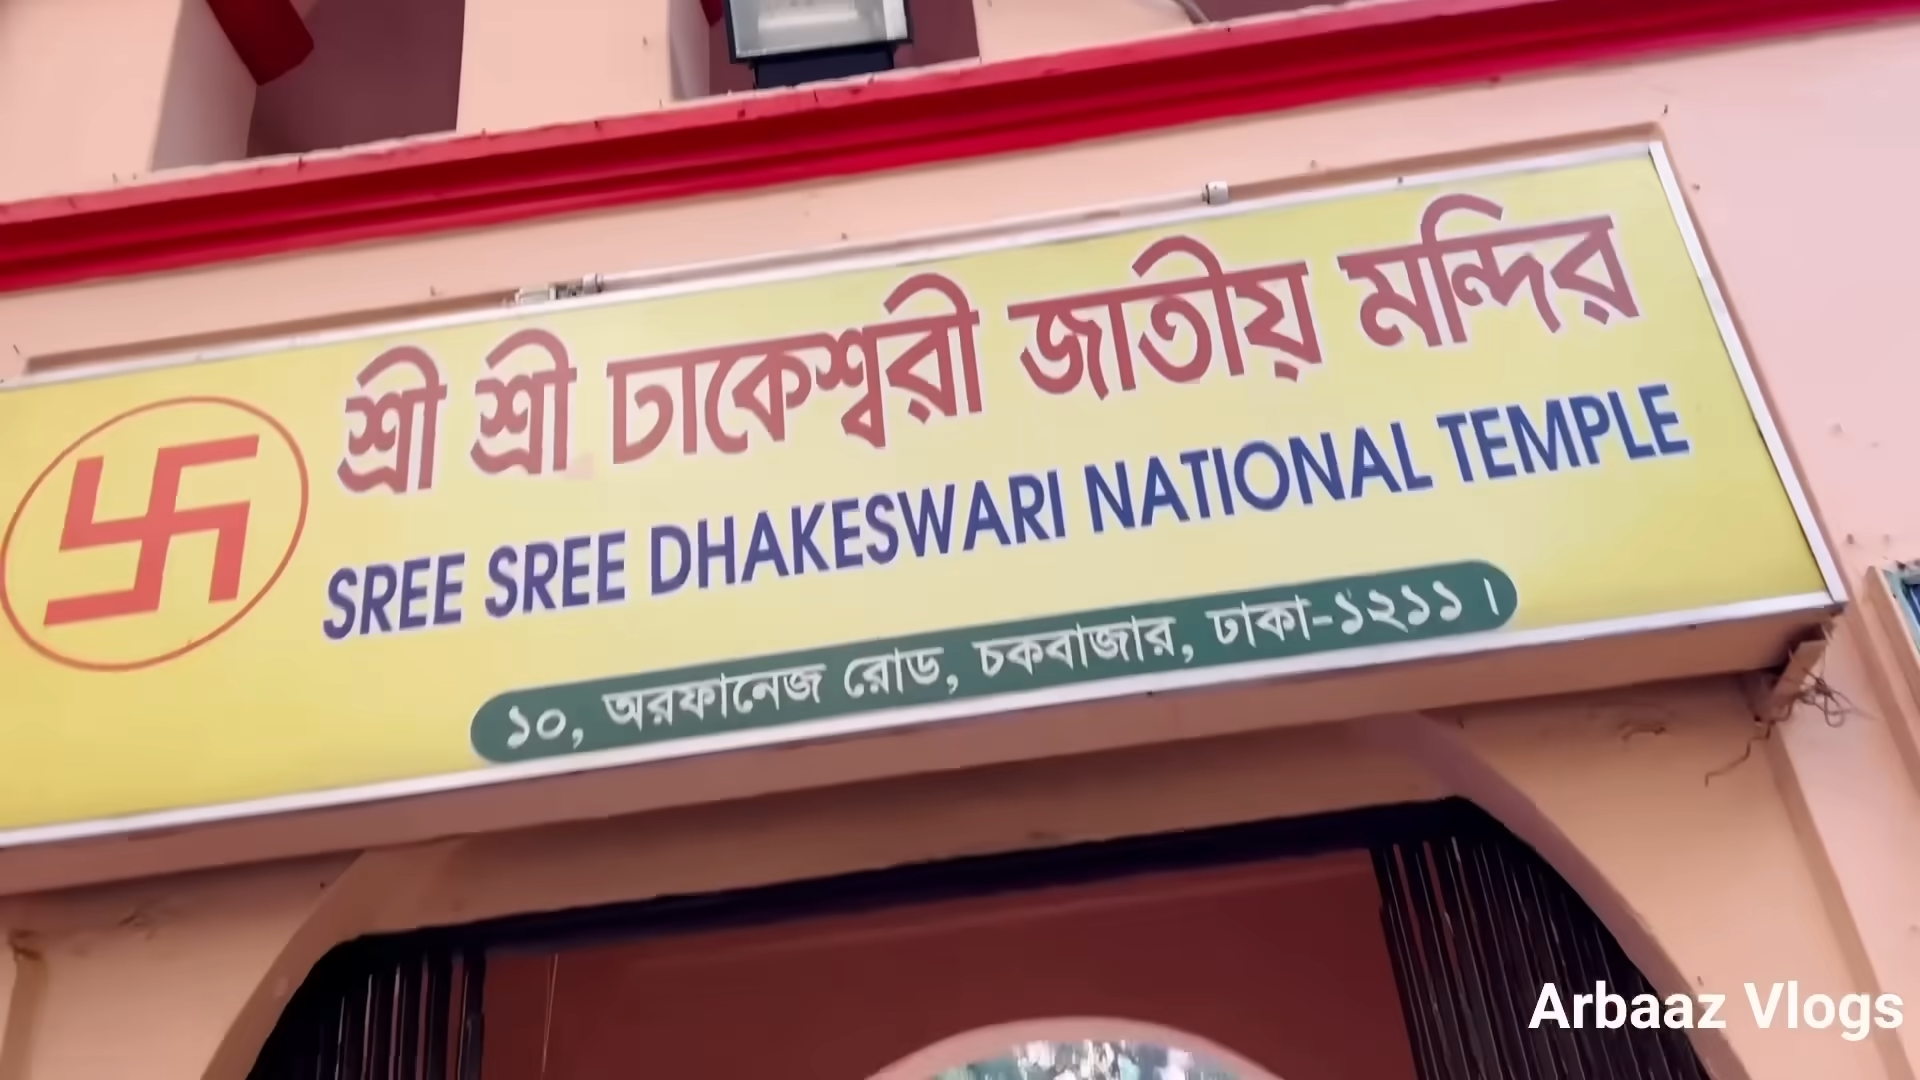 শ্রী শ্রী ঢাকেশ্বরী জাতীয় মন্দির
SREE SREE DHAKESWARI NATIONAL TEMPLE
১০, অরফানেজ রোড, চকবাজার, ঢাকা-১২১১ ।
Arbaaz Vlogs